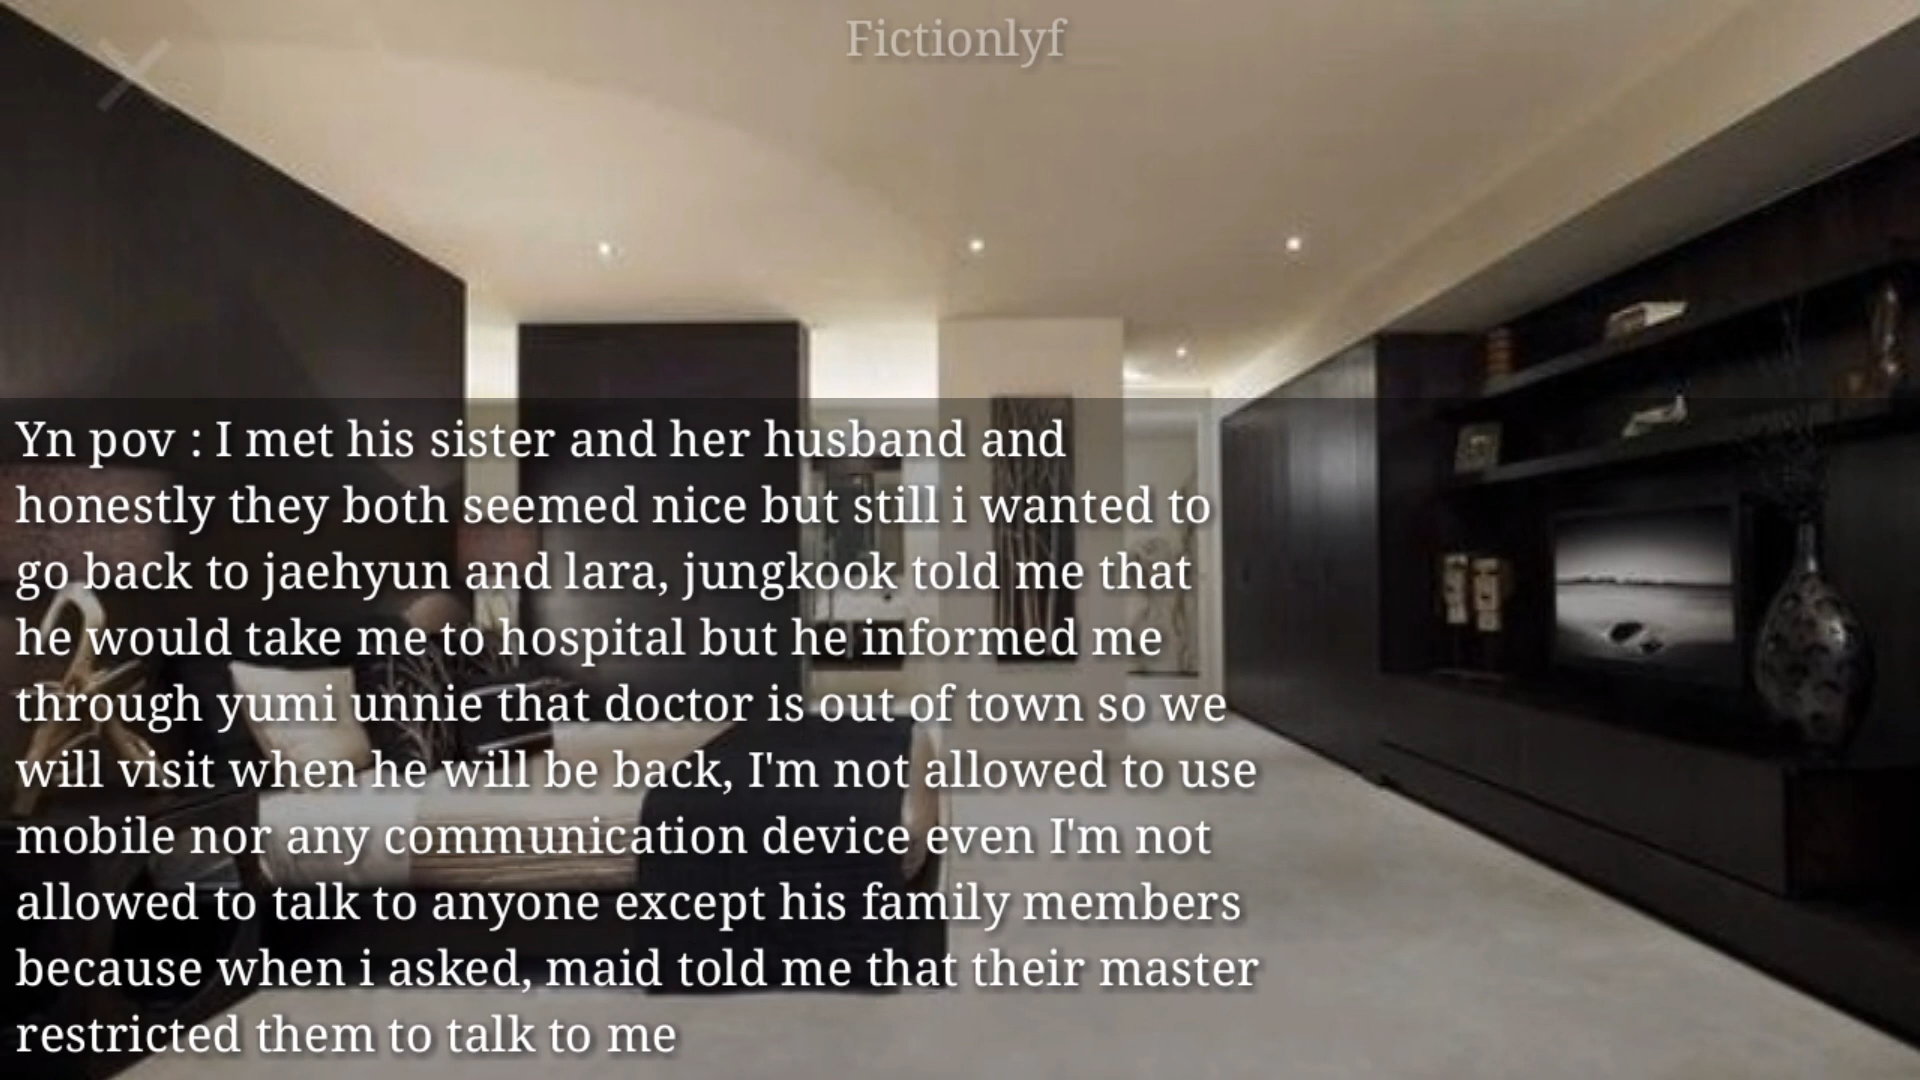 Fictionlyf
Yn pov : I met his sister and her husband and
honestly they both seemed nice but still i wanted to
go back to jaehyun and lara, jungkook told me that
he would take me to hospital but he informed me
through yumi unnie that doctor is out of town so we
will visit when he will be back, I'm not allowed to use
mobile nor any communication device even I'm not
allowed to talk to anyone except his family members
because when i asked, maid told me that their master
restricted them to talk to me